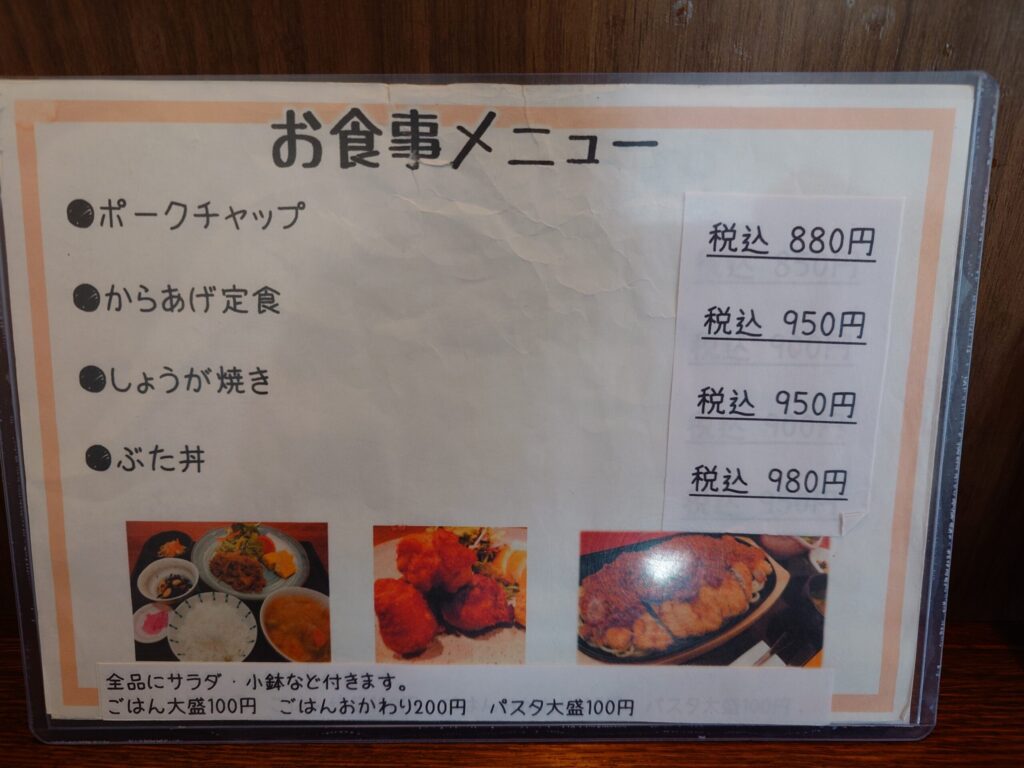 お食事メニュー
●ポークチャップ 税込 880円
●からあげ定食 税込 950円
●しょうが焼き 税込 950円
●ぶた丼 税込 980円
全品にサラダ・小鉢など付きます。
ごはん大盛100円 ごはんおかわり200円 パスタ大盛100円